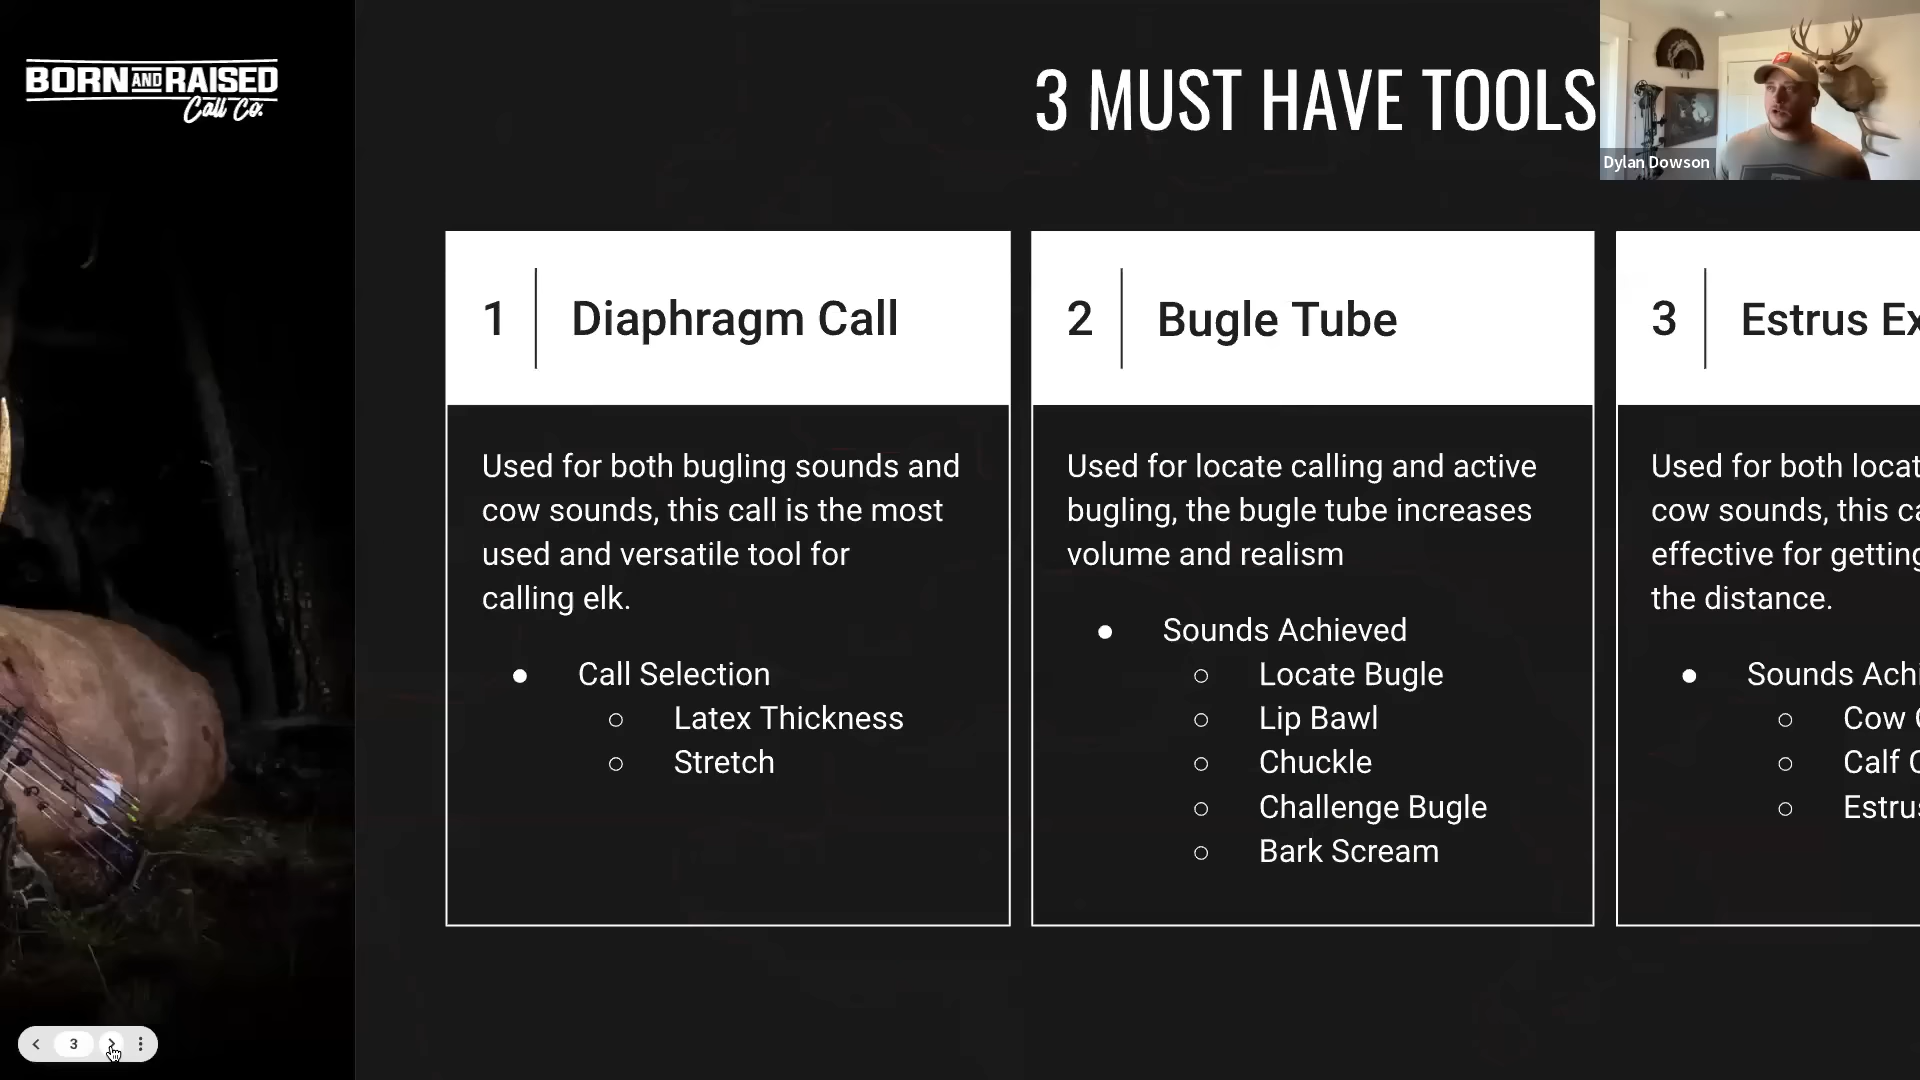 BORN AND RAISED
Call Co.
3 MUST HAVE TOOLS
Dylan Dowson
1
Diaphragm Call
Used for both bugling sounds and
cow sounds, this call is the most
used and versatile tool for
calling elk.
● Call Selection
○ Latex Thickness
○ Stretch
2
Bugle Tube
Used for locate calling and active
bugling, the bugle tube increases
volume and realism
● Sounds Achieved
○ Locate Bugle
○ Lip Bawl
○ Chuckle
○ Challenge Bugle
○ Bark Scream
3
Estrus
Used for both
cow sounds, this
effective for
the distance.
● Sounds
○ Cow
○ Calf
○
3